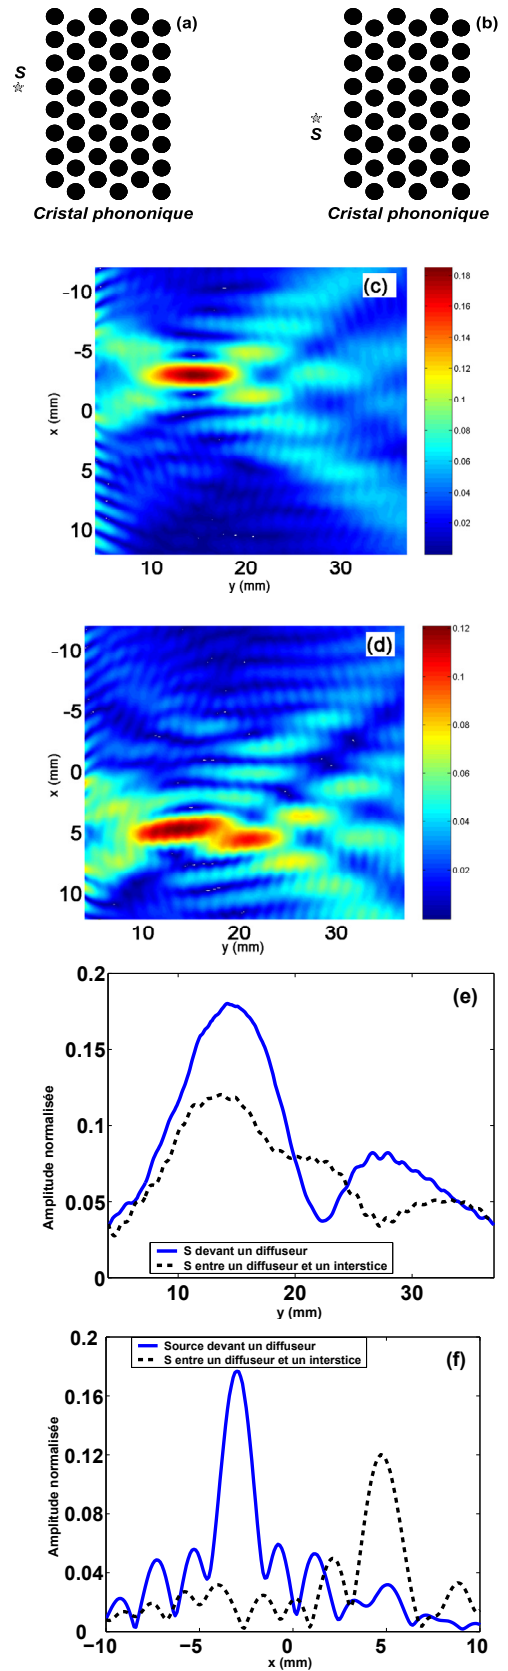 (a)
(b)
S
S
Cristal phononique
Cristal phononique
(c)
-10
-5
0
5
10
x (mm)
10
20
30
y (mm)
0.18
0.16
0.14
0.12
0.1
0.08
0.06
0.04
0.02
(d)
-10
-5
0
5
10
x (mm)
10
20
30
y (mm)
0.12
0.1
0.08
0.06
0.04
0.02
(e)
0.2
0.15
0.1
0.05
0
Amplitude normalisée
S devant un diffuseur
S entre un diffuseur et un interstice
10
20
30
y (mm)
(f)
Source devant un diffuseur
S entre un diffuseur et un interstice
0.2
0.16
0.12
0.08
0.04
0
Amplitude normalisée
-10
-5
0
5
10
x (mm)